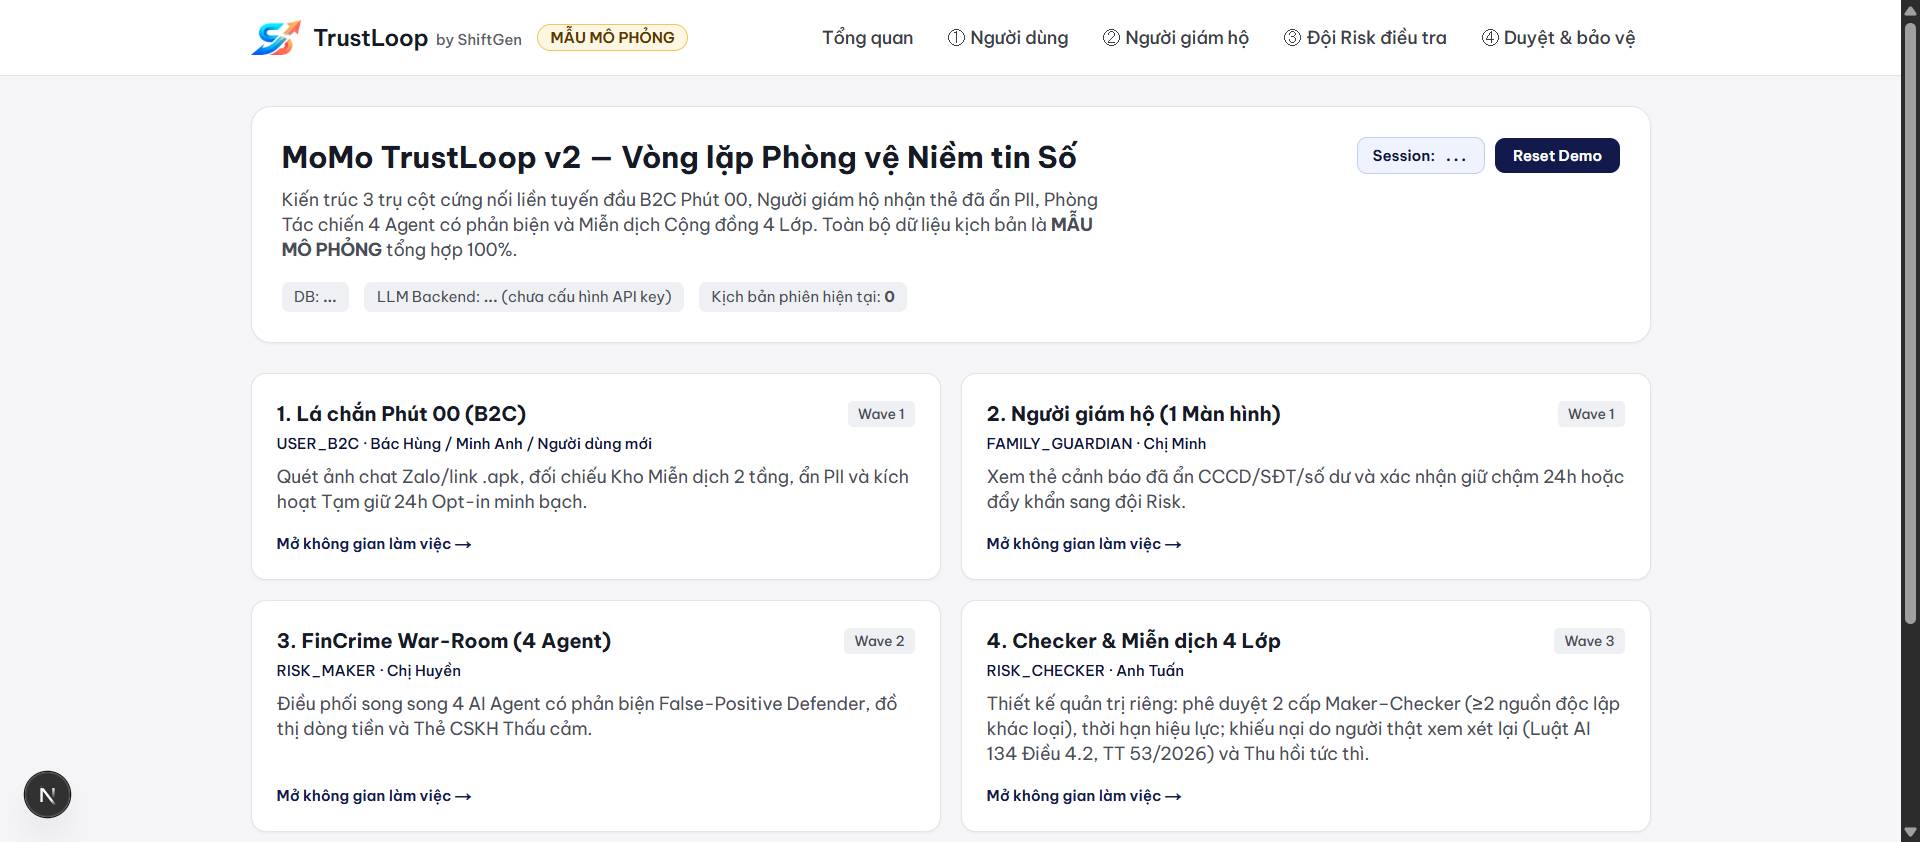 TrustLoop by ShiftGen MẪU MÔ PHỎNG Tổng quan ① Người dùng ② Người giám hộ ③ Đội Risk điều tra ④ Duyệt & bảo vệ
MoMo TrustLoop v2 — Vòng lặp Phòng vệ Niềm tin Số
Session: ... Reset Demo
Kiến trúc 3 trụ cột cứng nối liền tuyến đầu B2C Phút 00, Người giám hộ nhận thẻ đã ẩn PII, Phòng
Tác chiến 4 Agent có phản biện và Miễn dịch Cộng đồng 4 Lớp. Toàn bộ dữ liệu kịch bản là MẪU
MÔ PHỎNG tổng hợp 100%.
DB: ... LLM Backend: ... (chưa cấu hình API key) Kịch bản phiên hiện tại: 0
1. Lá chắn Phút 00 (B2C) Wave 1
USER_B2C · Bác Hùng / Minh Anh / Người dùng mới
Quét ảnh chat Zalo/link .apk, đối chiếu Kho Miễn dịch 2 tầng, ẩn PII và kích
hoạt Tạm giữ 24h Opt-in minh bạch.
Mở không gian làm việc →
2. Người giám hộ (1 Màn hình) Wave 1
FAMILY_GUARDIAN · Chị Minh
Xem thẻ cảnh báo đã ẩn CCCD/SĐT/số dư và xác nhận giữ chậm 24h hoặc
đẩy khẩn sang đội Risk.
Mở không gian làm việc →
3. FinCrime War-Room (4 Agent) Wave 2
RISK_MAKER · Chị Huyền
Điều phối song song 4 AI Agent có phản biện False-Positive Defender, đồ
thị dòng tiền và Thẻ CSKH Thấu cảm.
Mở không gian làm việc →
4. Checker & Miễn dịch 4 Lớp Wave 3
RISK_CHECKER · Anh Tuấn
Thiết kế quản trị riêng: phê duyệt 2 cấp Maker–Checker (≥2 nguồn độc lập
khác loại), thời hạn hiệu lực; khiếu nại do người thật xem xét lại (Luật AI
134 Điều 4.2, TT 53/2026) và Thu hồi tức thì.
Mở không gian làm việc →
N